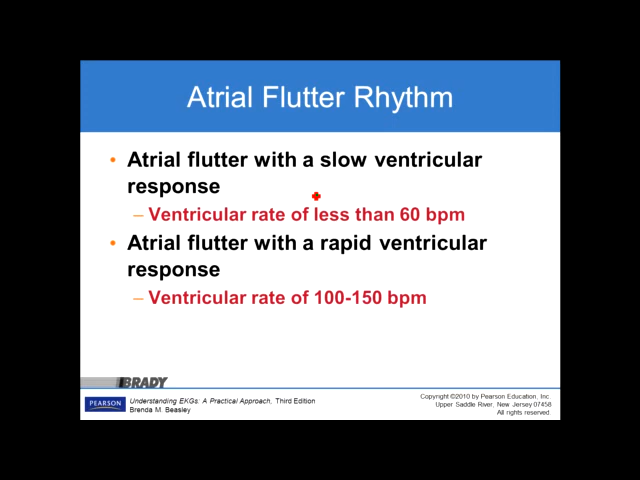 Atrial Flutter Rhythm
• Atrial flutter with a slow ventricular
response
– Ventricular rate of less than 60 bpm
• Atrial flutter with a rapid ventricular
response
– Ventricular rate of 100-150 bpm
BRADY
PEARSON
Understanding EKGs: A Practical Approach, Third Edition
Brenda M. Beasley
Copyright ©2010 by Pearson Education, Inc.
Upper Saddle River, New Jersey 07458
All rights reserved.